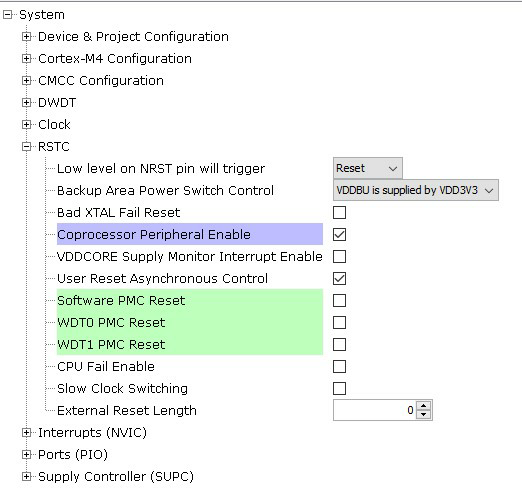 System
Device & Project Configuration
Cortex-M4 Configuration
CMCC Configuration
DWDT
Clock
RSTC
Low level on NRST pin will trigger Reset
Backup Area Power Switch Control VDDBU is supplied by VDD3V3
Bad XTAL Fail Reset
Coprocessor Peripheral Enable
VDDCORE Supply Monitor Interrupt Enable
User Reset Asynchronous Control
Software PMC Reset
WDT0 PMC Reset
WDT1 PMC Reset
CPU Fail Enable
Slow Clock Switching
External Reset Length 0
Interrupts (NVIC)
Ports (PIO)
Supply Controller (SUPC)